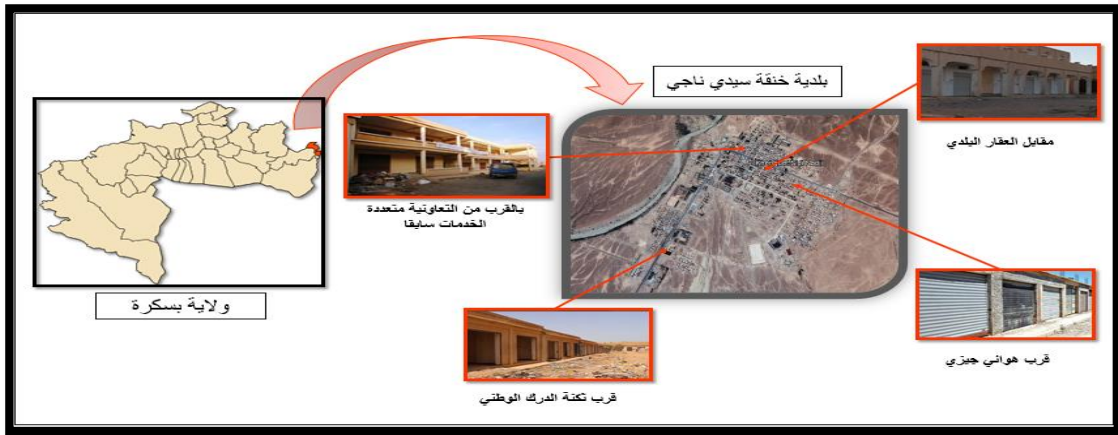 بلدية خنقة سيدي ناجي
مقابل العقار البلدي
بالقرب من التعاونية متعددة
الخدمات سابقا
ولاية بسكرة
قرب هوائي جيزي
قرب ثكنة الدرك الوطني